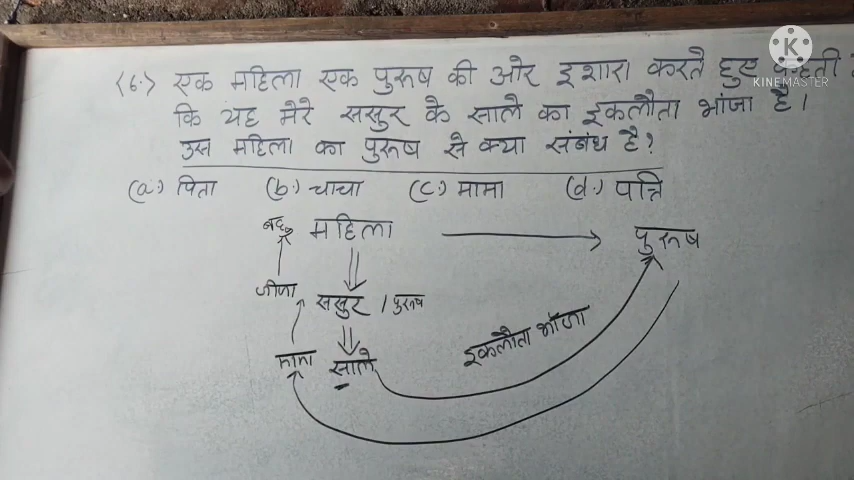 <6.> एक महिला एक पुरूष की ओर इशारा करते हुए कहती
कि यह मेरे ससुर के साले का इकलौता भांजा है।
उस महिला का पुरूष से क्या संबंध है?
(a.) पिता (b.) चाचा (c.) मामा (d.) पत्नि
बहू महिला पुरूष
जीजा ससुर / पुरूष
मामा साले इकलौता भांजा
K
KINEMASTER